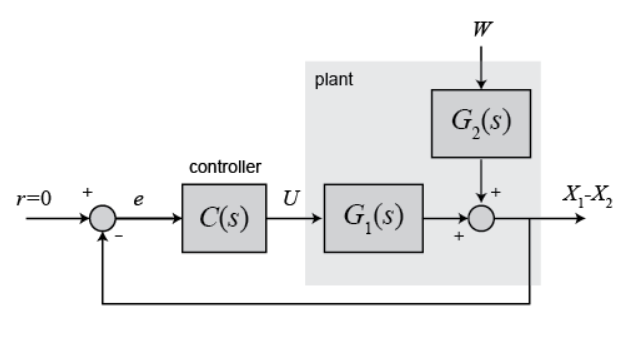 W
plant
G₂(s)
controller
r=0
+
e
C(s)
U
G₁(s)
+
X₁-X₂
-
+